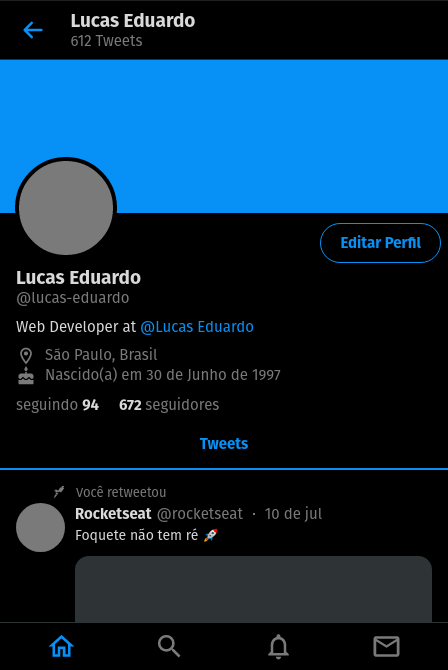 Lucas Eduardo
612 Tweets
Editar Perfil
Lucas Eduardo
@lucas-eduardo
Web Developer at @Lucas Eduardo
São Paulo, Brasil
Nascido(a) em 30 de Junho de 1997
seguindo 94 672 seguidores
Tweets
Você retweetou
Rocketseat @rocketseat · 10 de jul
Foquete não tem ré 🚀